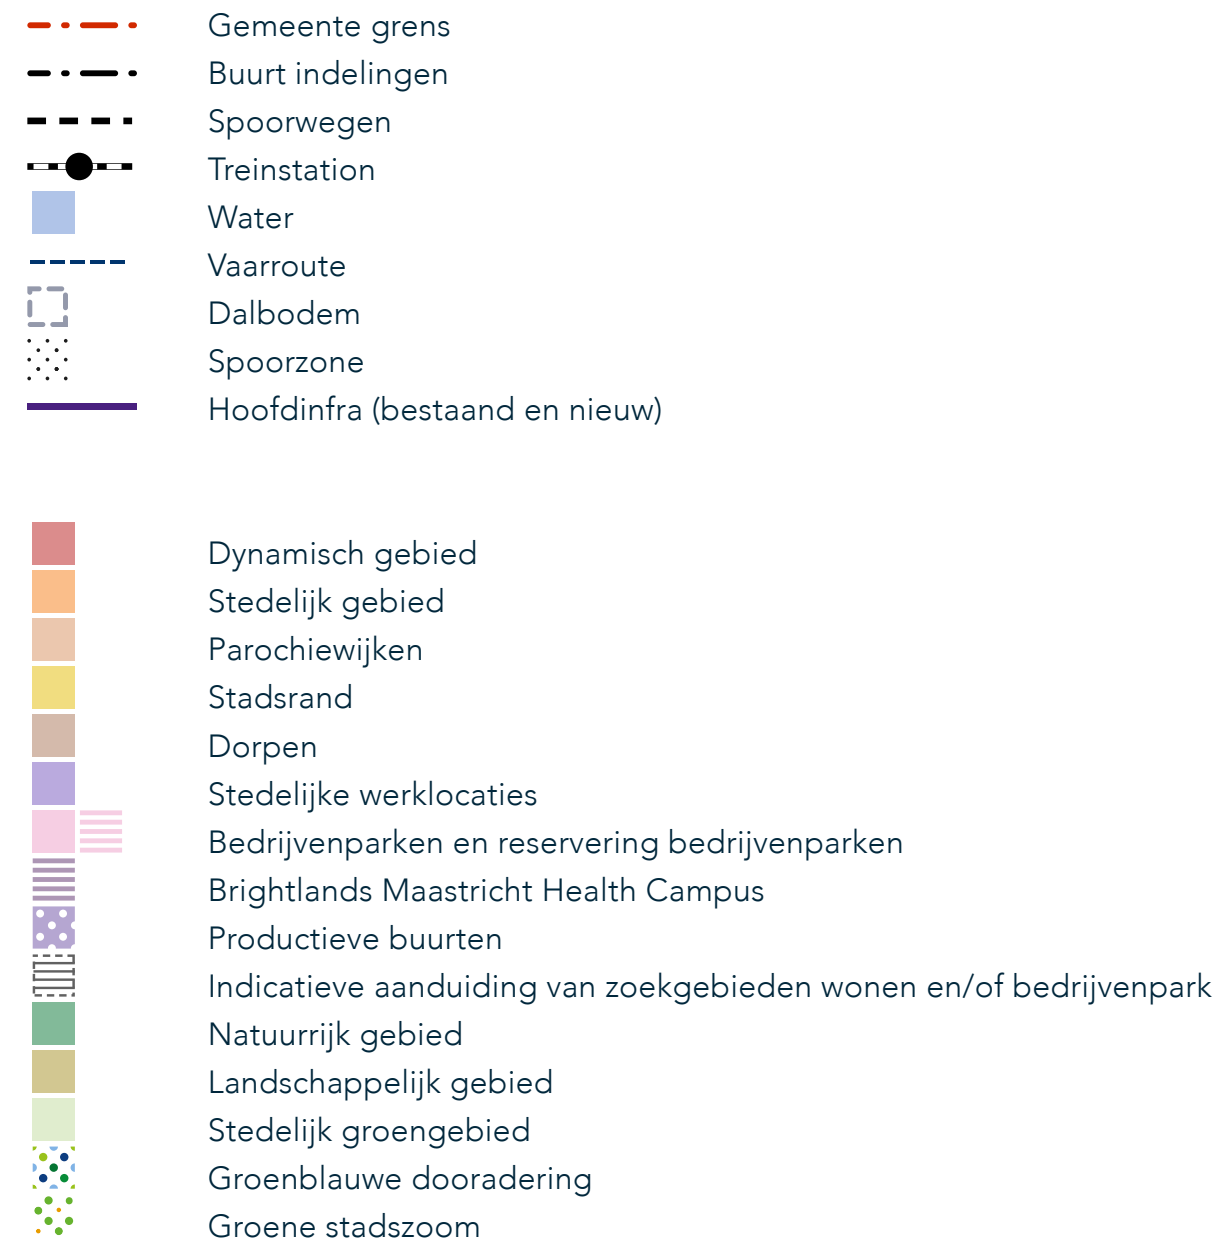 Gemeente grens
Buurt indelingen
Spoorwegen
Treinstation
Water
Vaarroute
Dalbodem
Spoorzone
Hoofdinfra (bestaand en nieuw)
Dynamisch gebied
Stedelijk gebied
Parochiewijken
Stadsrand
Dorpen
Stedelijke werklocaties
Bedrijvenparken en reservering bedrijvenparken
Brightlands Maastricht Health Campus
Productieve buurten
Indicatieve aanduiding van zoekgebieden wonen en/of bedrijvenpark
Natuurrijk gebied
Landschappelijk gebied
Stedelijk groengebied
Groenblauwe dooradering
Groene stadszoom